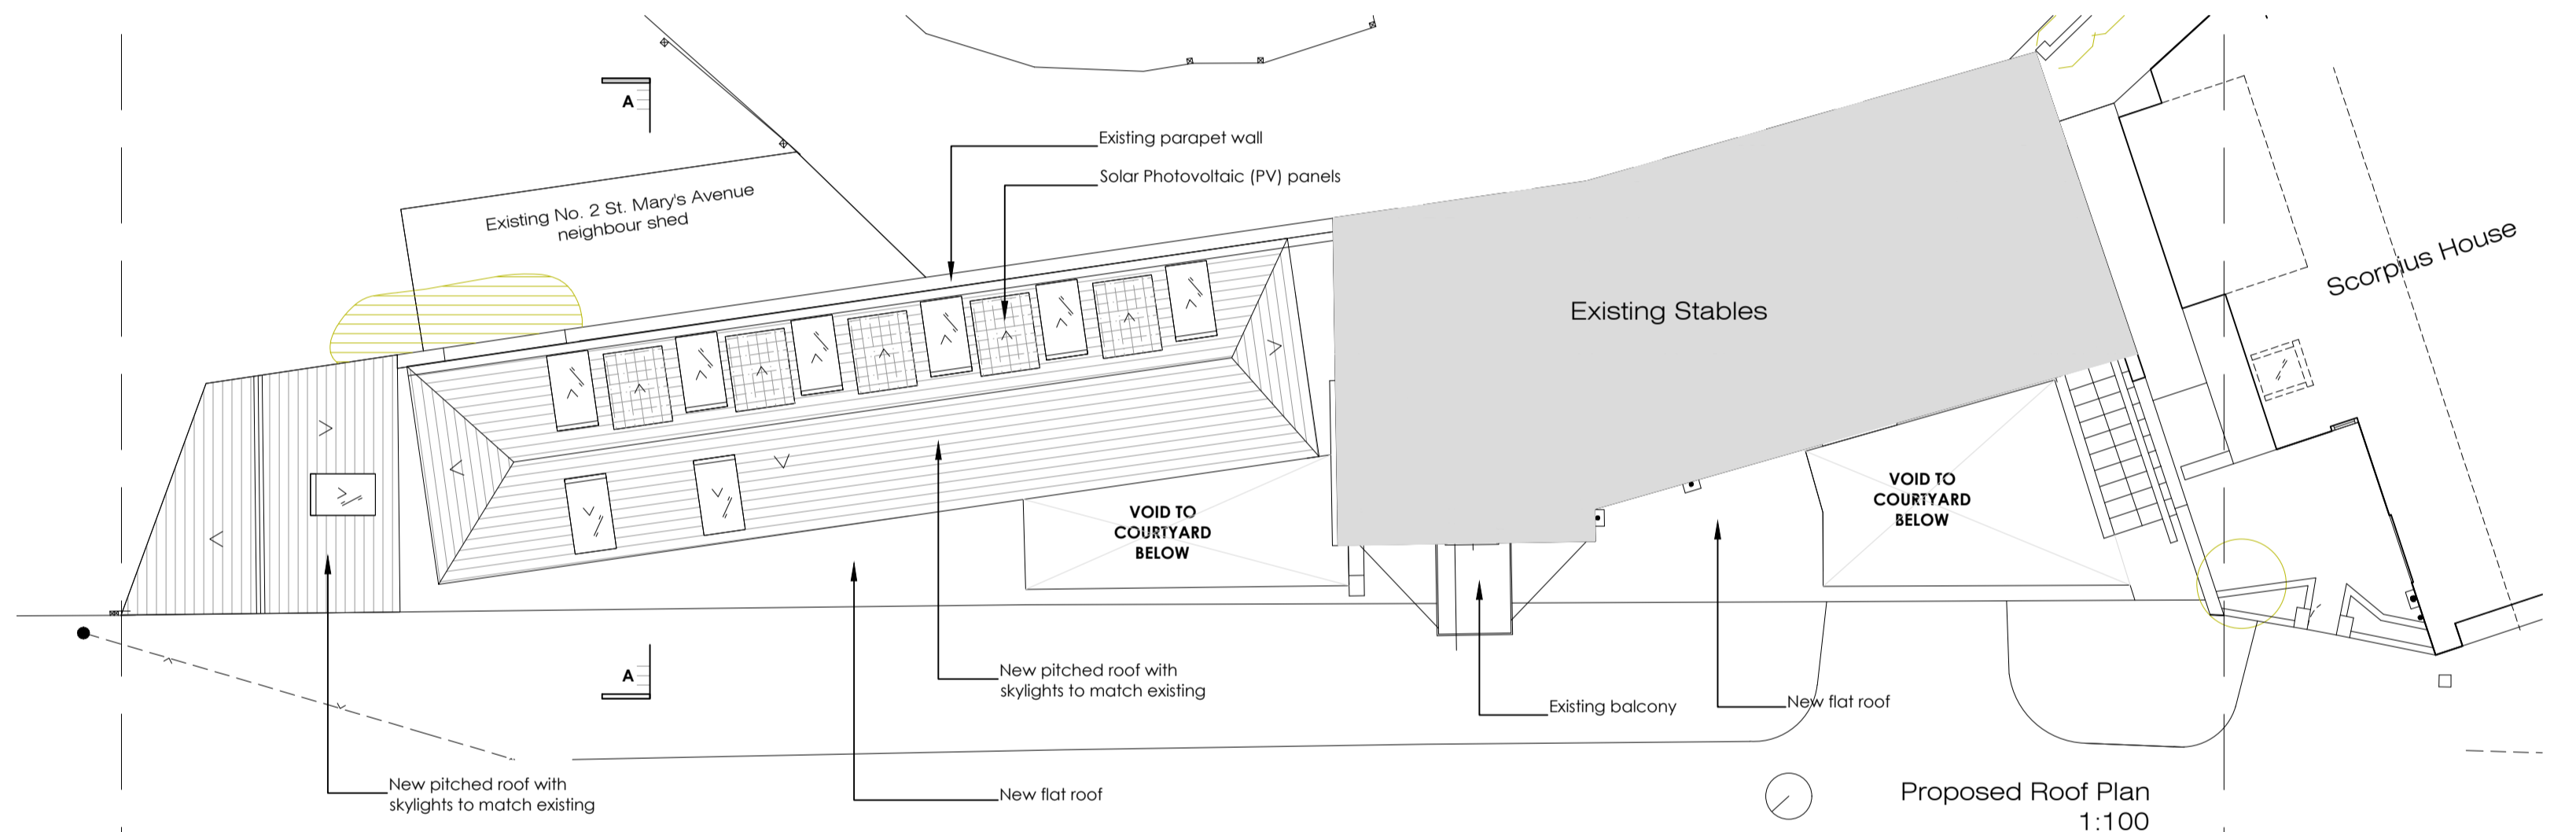 A
Existing parapet wall
Solar Photovoltaic (PV) panels
Existing No. 2 St. Mary's Avenue
neighbour shed
Scorpius House
Existing Stables
VOID TO
COURTYARD
BELOW
VOID TO
COURTYARD
BELOW
A
New pitched roof with
skylights to match existing
Existing balcony
New flat roof
New pitched roof with
skylights to match existing
New flat roof
Proposed Roof Plan
1:100